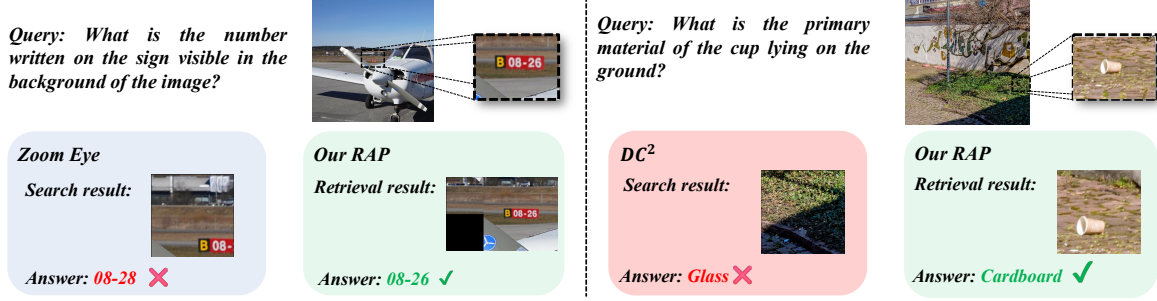 Query: What is the number
written on the sign visible in the
background of the image?
B 08-26
Zoom Eye
Search result:
B 08-
Answer: 08-28
Our RAP
Retrieval result:
B 08-26
Answer: 08-26
Query: What is the primary
material of the cup lying on the
ground?
DC²
Search result:
Answer: Glass
Our RAP
Retrieval result:
Answer: Cardboard